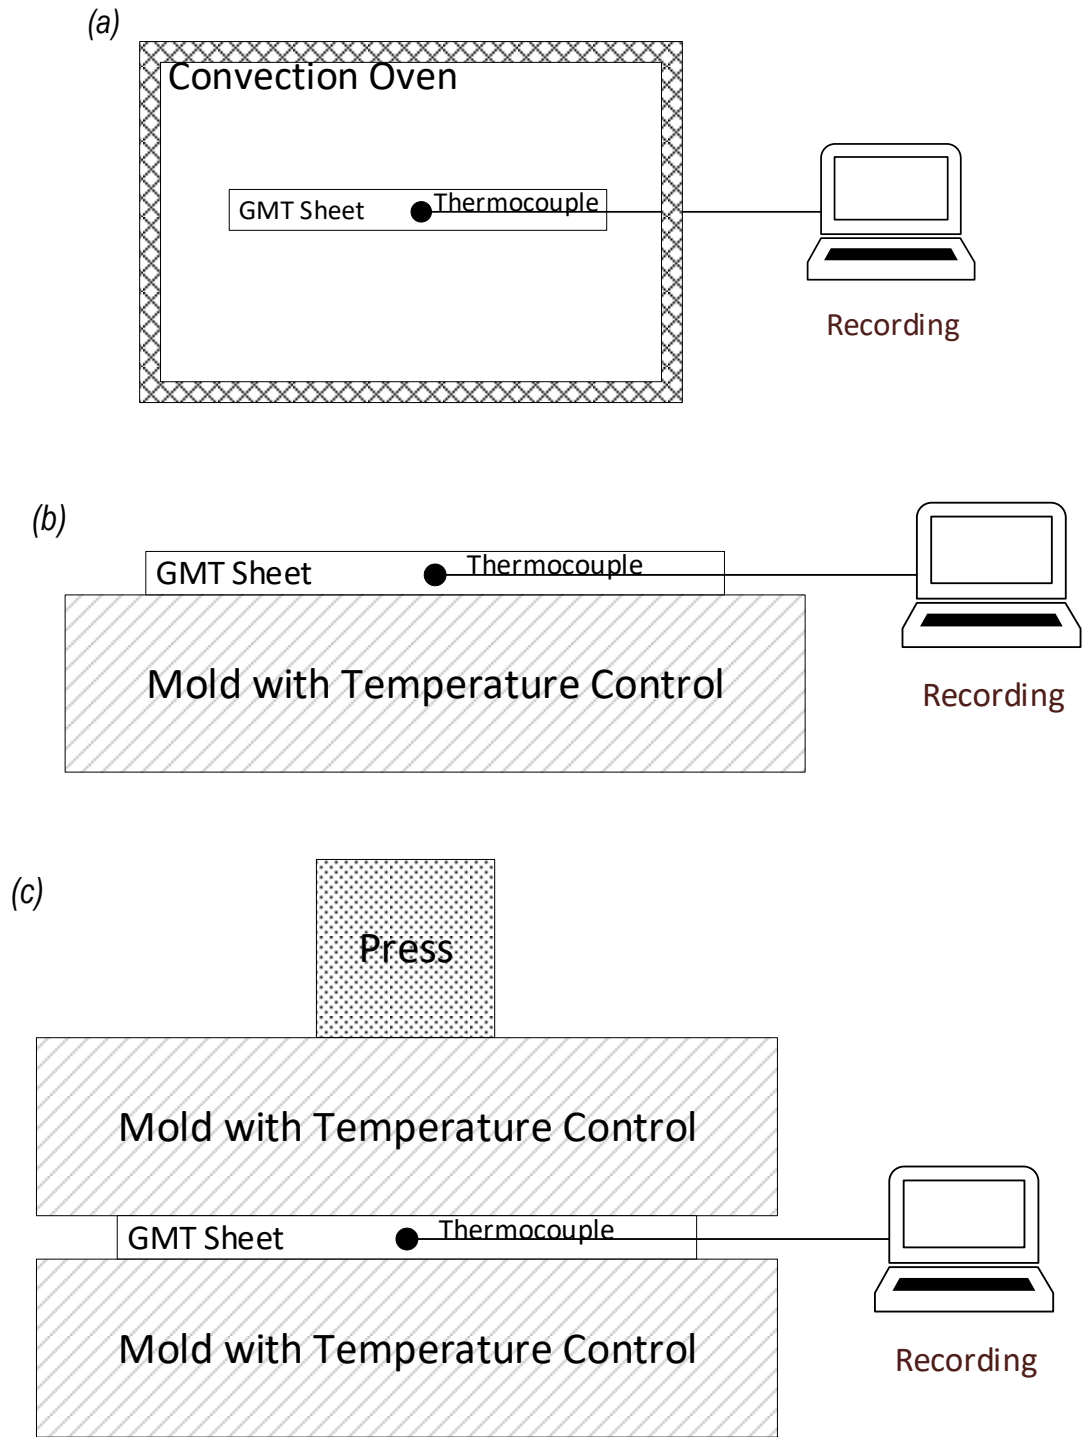 (a)
Convection Oven
GMT Sheet
Thermocouple
Recording
(b)
GMT Sheet
Thermocouple
Mold with Temperature Control
Recording
(c)
Press
Mold with Temperature Control
GMT Sheet
Thermocouple
Mold with Temperature Control
Recording